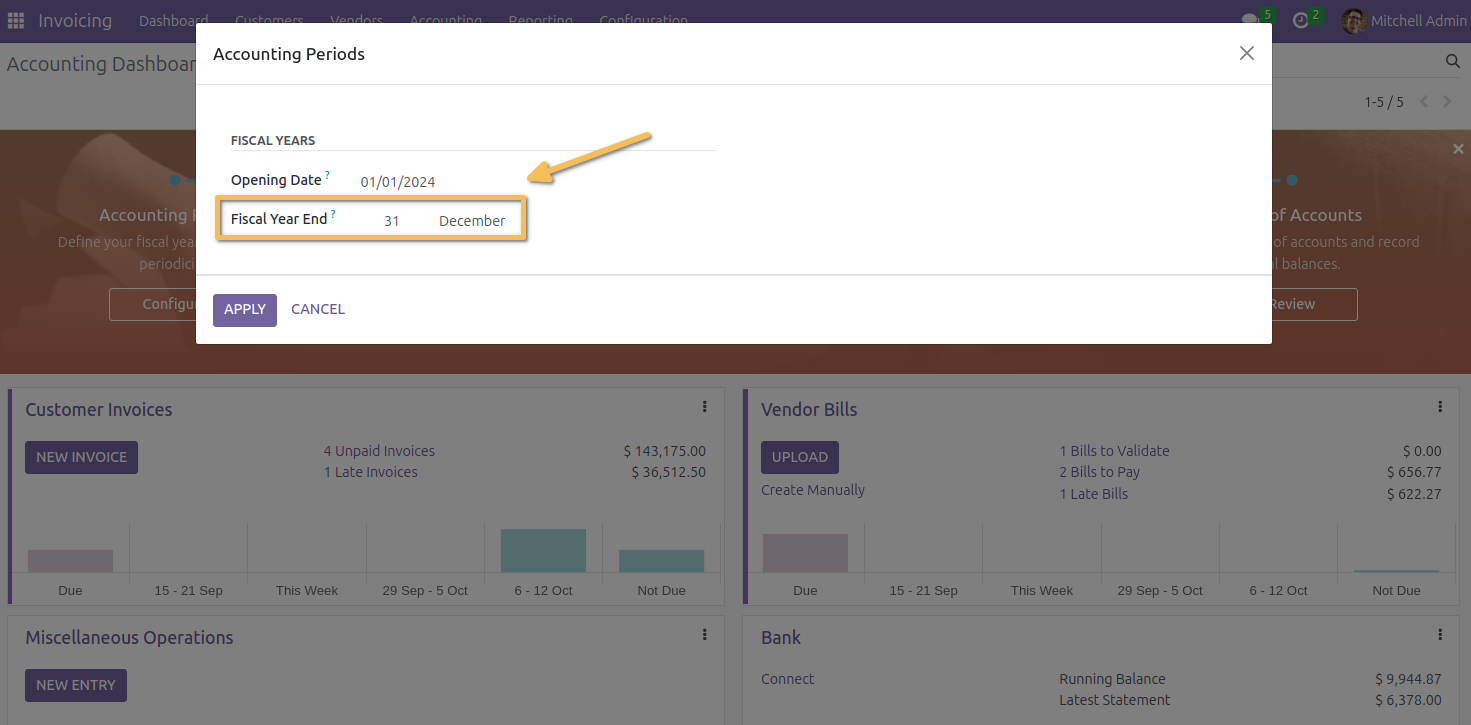 Invoicing Dashboard Customers Vendors Accounting Reporting Configuration 5 2 Mitchell Admin
Accounting Dashboar
Accounting Periods
1-5 / 5
FISCAL YEARS
Opening Date ? 01/01/2024
Fiscal Year End ? 31 December
APPLY CANCEL
Accounting
Define your fiscal yea
periodici
Configu
of Accounts
of accounts and record
l balances.
Review
Customer Invoices
NEW INVOICE
4 Unpaid Invoices $ 143,175.00
1 Late Invoices $ 36,512.50
Due 15 - 21 Sep This Week 29 Sep - 5 Oct 6 - 12 Oct Not Due
Vendor Bills
UPLOAD
Create Manually
1 Bills to Validate $ 0.00
2 Bills to Pay $ 656.77
1 Late Bills $ 622.27
Due 15 - 21 Sep This Week 29 Sep - 5 Oct 6 - 12 Oct Not Due
Miscellaneous Operations
NEW ENTRY
Bank
Connect
Running Balance $ 9,944.87
Latest Statement $ 6,378.00